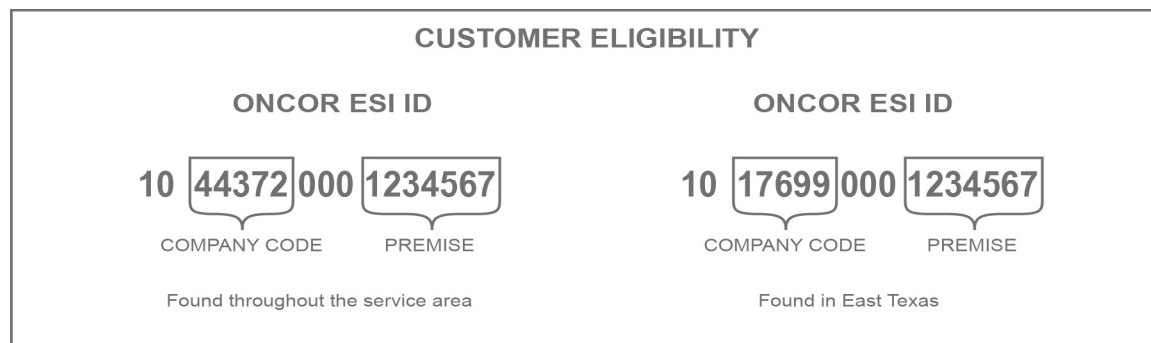 CUSTOMER ELIGIBILITY
ONCOR ESI ID
10 44372 000 1234567
COMPANY CODE PREMISE
Found throughout the service area
ONCOR ESI ID
10 17699 000 1234567
COMPANY CODE PREMISE
Found in East Texas